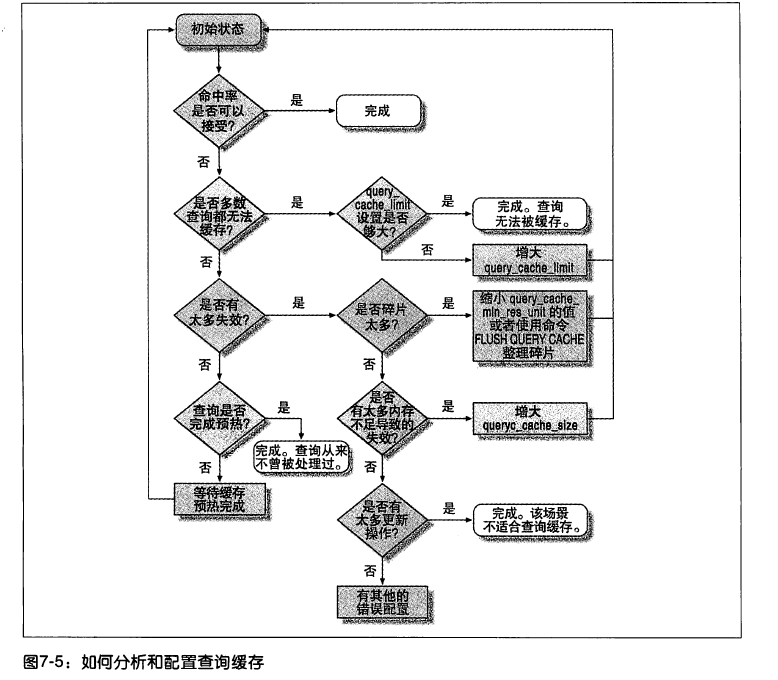 初始状态
命中率
是否可以
接受?
是
完成
否
是否多数
查询都无法
缓存?
是
query_
cache_limit
设置是否
够大?
是
完成。查询
无法被缓存。
否
增大
query_cache_limit
否
是否有
太多失效?
是
是否碎片
太多?
是
缩小 query_cache_
min_res_unit 的值
或者使用命令
FLUSH QUERY CACHE
整理碎片
否
否
查询是否
完成预热?
是
完成。查询从来
不曾被处理过。
是否
有太多内存
不足导致的
失效?
是
增大
queryc_cache_size
否
等待缓存
预热完成
否
是否有
太多更新
操作?
是
完成。该场景
不适合查询缓存。
否
有其他的
错误配置
图7-5：如何分析和配置查询缓存